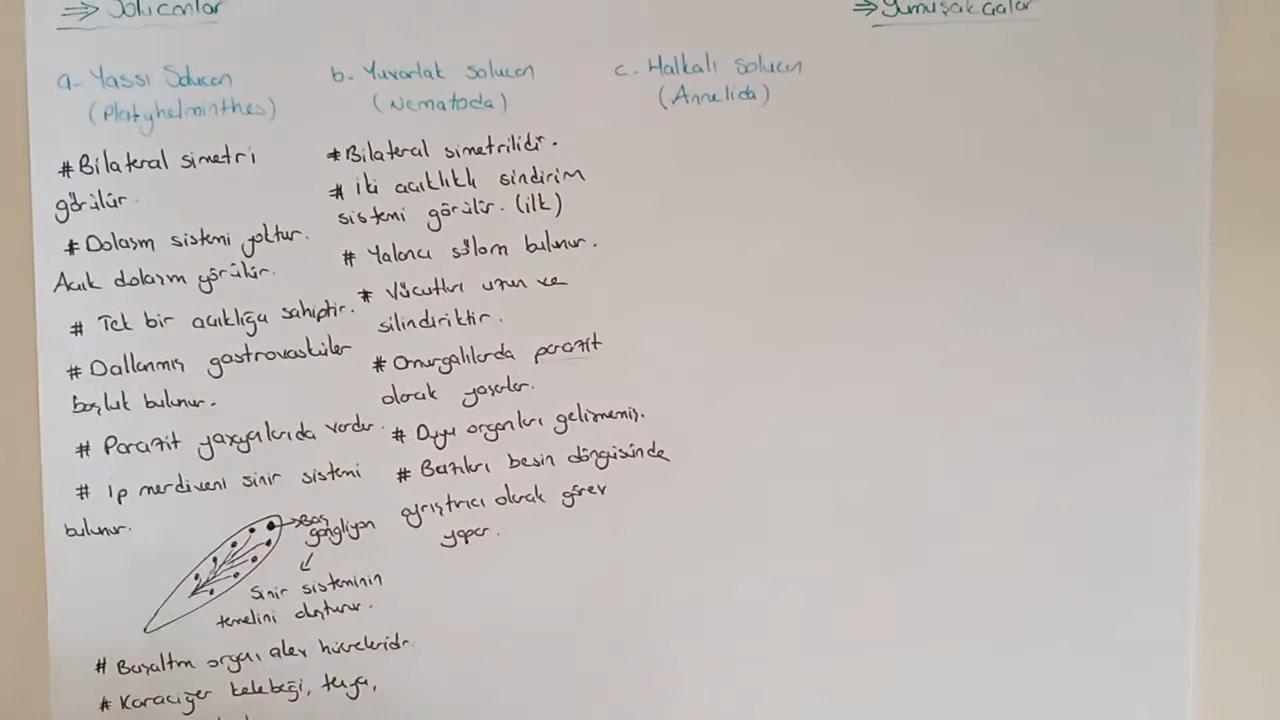 ⇒ Solucanlar
⇒ Yumuşakçalar
a- Yassı Solucan
(Platyhelminthes)
# Bilateral simetri
görülür.
# Dolaşım sistemi yoktur.
Açık dolaşım görülür.
# Tek bir açıklığa sahiptir.
# Dallanmış gastrovasküler
boşluk bulunur.
# Parazit yaşayanlarıda vardır.
# İp merdiveni sinir sistemi
bulunur.
→ Baş
gangliyon
↓
Sinir sisteminin
temelini oluşturur.
# Boşaltım organı alev hücreleridir.
# Karaciğer kelebeği, tenya,
b. Yuvarlak solucan
(Nematoda)
# Bilateral simetrilidir.
# İki açıklıklı sindirim
sistemi görülür. (ilk)
# Yalancı sölom bulunur.
# Vücutları uzun ve
silindiriktir.
# Omurgalılarda parazit
olarak yaşarlar.
# Duyu organları gelişmemiş.
# Bazıları besin döngüsünde
ayrıştırıcı olarak görev
yapar.
c. Halkalı solucan
(Annelida)